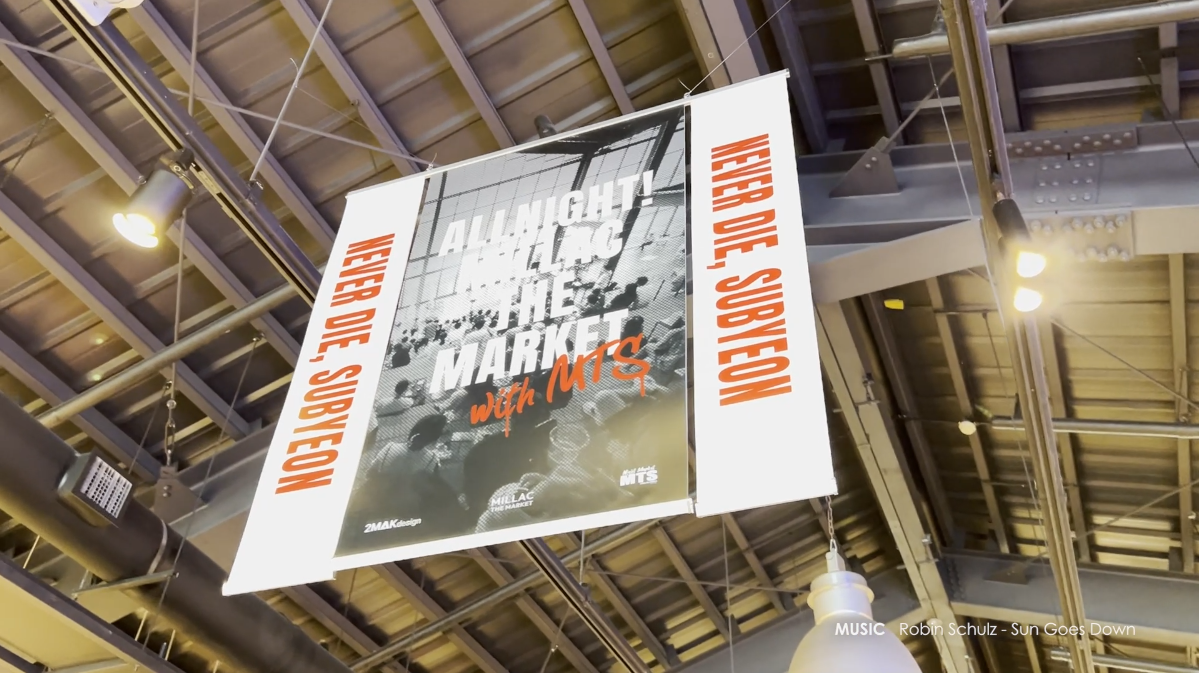 NEVER DIE, SUBYEON
ALLNIGHT!
MILLAC
THE
MARKET
with MTS
2MAKdesign
MILLAC
THE MARKET
MTS
NEVER DIE, SUBYEON
MUSIC Robin Schulz - Sun Goes Down